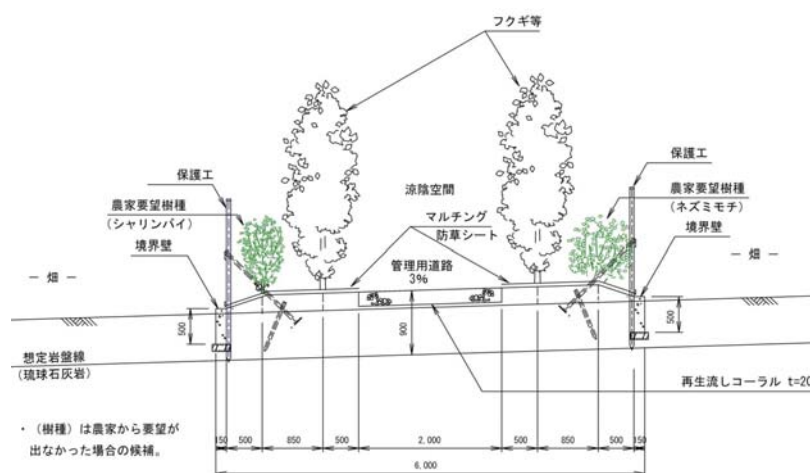 フクギ等
保護工
農家要望樹種
(シャリンバイ)
境界壁
涼陰空間
マルチング
防草シート
管理用道路
3%
保護工
農家要望樹種
(ネズミモチ)
境界壁
― 畑 ―
― 畑 ―
500
900
500
想定岩盤線
(琉球石灰岩)
再生流しコーラル t=20
・(樹種)は農家から要望が
出なかった場合の候補。
150 500 850 500 2,000 500 850 500 150
6,000